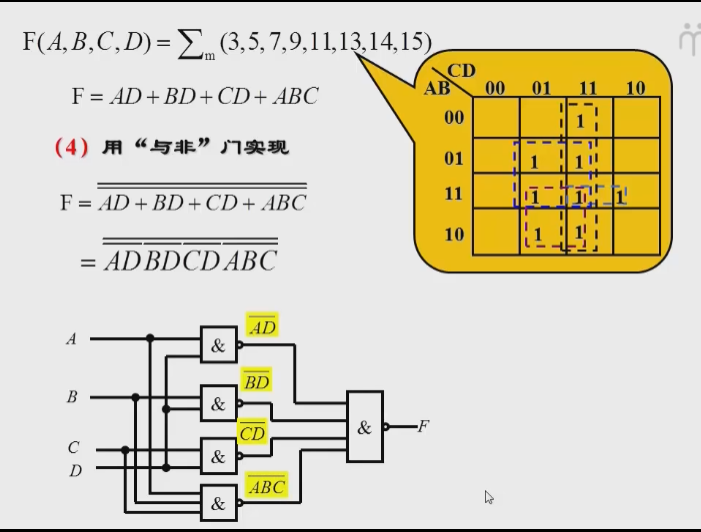 F(A,B,C,D) = ∑m (3,5,7,9,11,13,14,15)
F = AD + BD + CD + ABC
(4) 用“与非”门实现
F = \overline{\overline{AD + BD + CD + ABC}}
= \overline{\overline{AD} \overline{BD} \overline{CD} \overline{ABC}}
CD
AB 00 01 11 10
00 1
01 1 1
11 1 1 1
10 1 1
A & \overline{AD}
B & \overline{BD}
& F
C & \overline{CD}
D
& \overline{ABC}